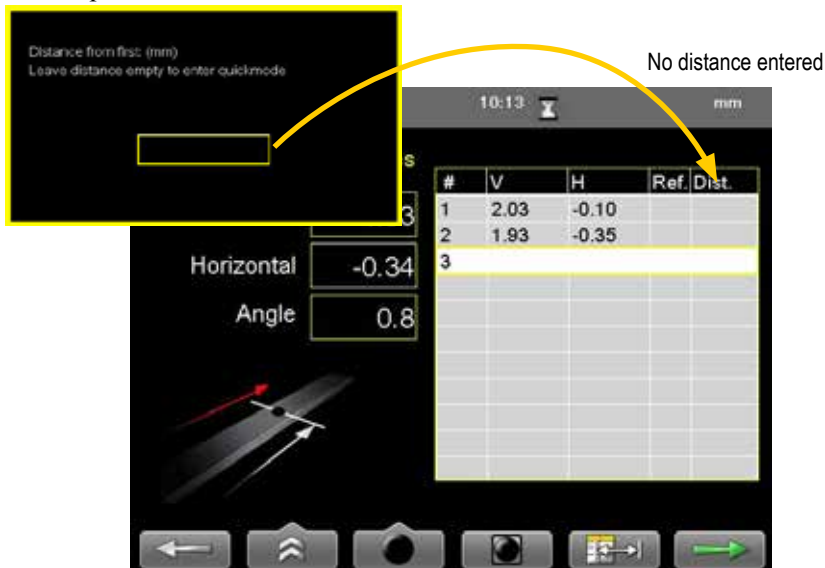 Distance from first: (mm)
Leave distance empty to enter quickmode
No distance entered
10:13 mm
s
# V H Ref. Dist.
3
1 2.03 -0.10
2 1.93 -0.35
Horizontal -0.34 3
Angle 0.8